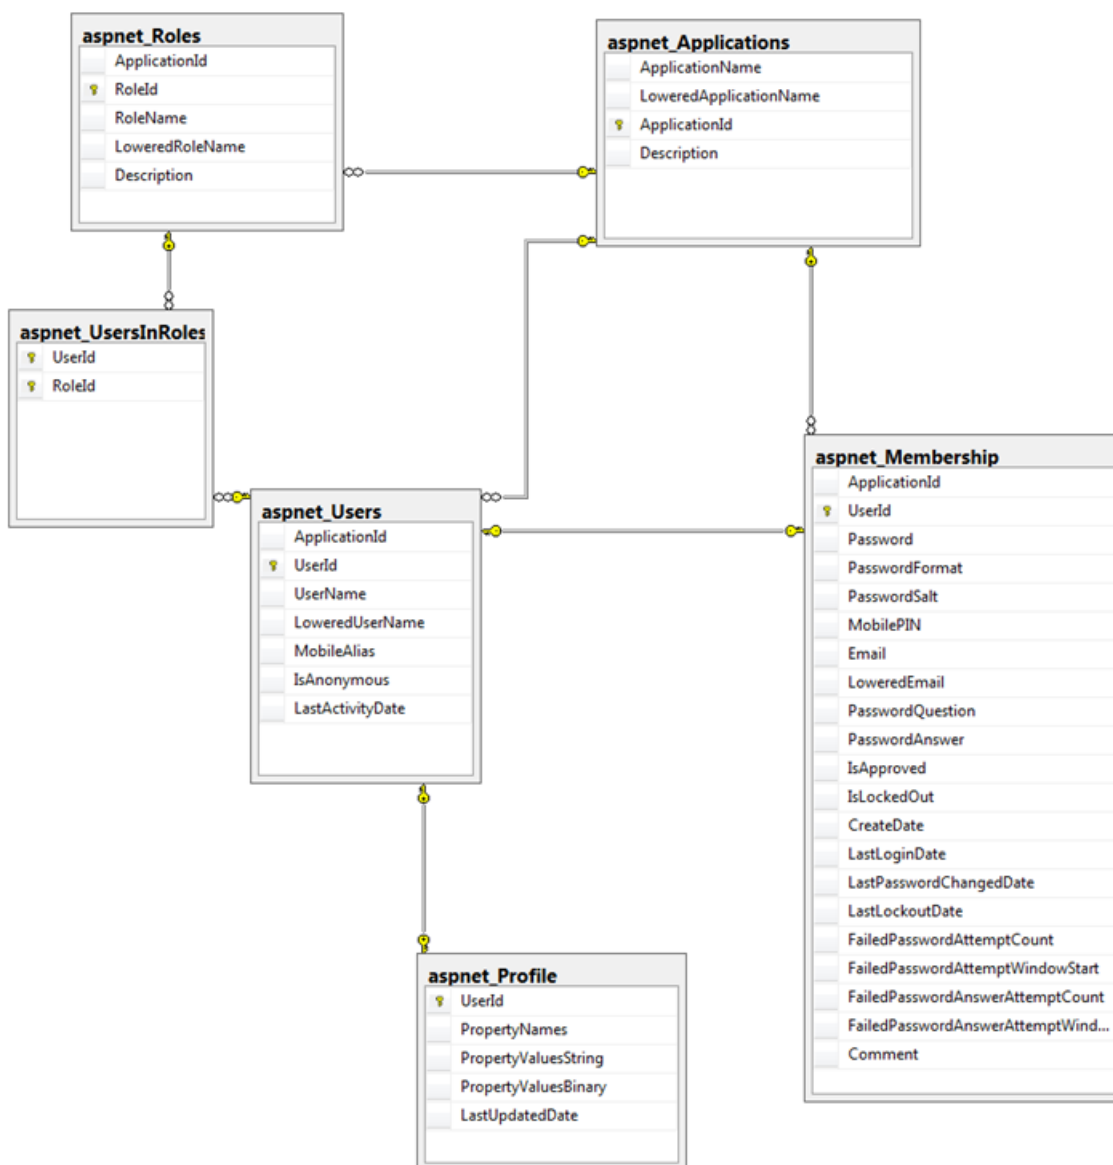 aspnet_Roles
ApplicationId
RoleId
RoleName
LoweredRoleName
Description
aspnet_Applications
ApplicationName
LoweredApplicationName
ApplicationId
Description
aspnet_UsersInRoles
UserId
RoleId
aspnet_Users
ApplicationId
UserId
UserName
LoweredUserName
MobileAlias
IsAnonymous
LastActivityDate
aspnet_Membership
ApplicationId
UserId
Password
PasswordFormat
PasswordSalt
MobilePIN
Email
LoweredEmail
PasswordQuestion
PasswordAnswer
IsApproved
IsLockedOut
CreateDate
LastLoginDate
LastPasswordChangedDate
LastLockoutDate
FailedPasswordAttemptCount
FailedPasswordAttemptWindowStart
FailedPasswordAnswerAttemptCount
FailedPasswordAnswerAttemptWind...
Comment
aspnet_Profile
UserId
PropertyNames
PropertyValuesString
PropertyValuesBinary
LastUpdatedDate